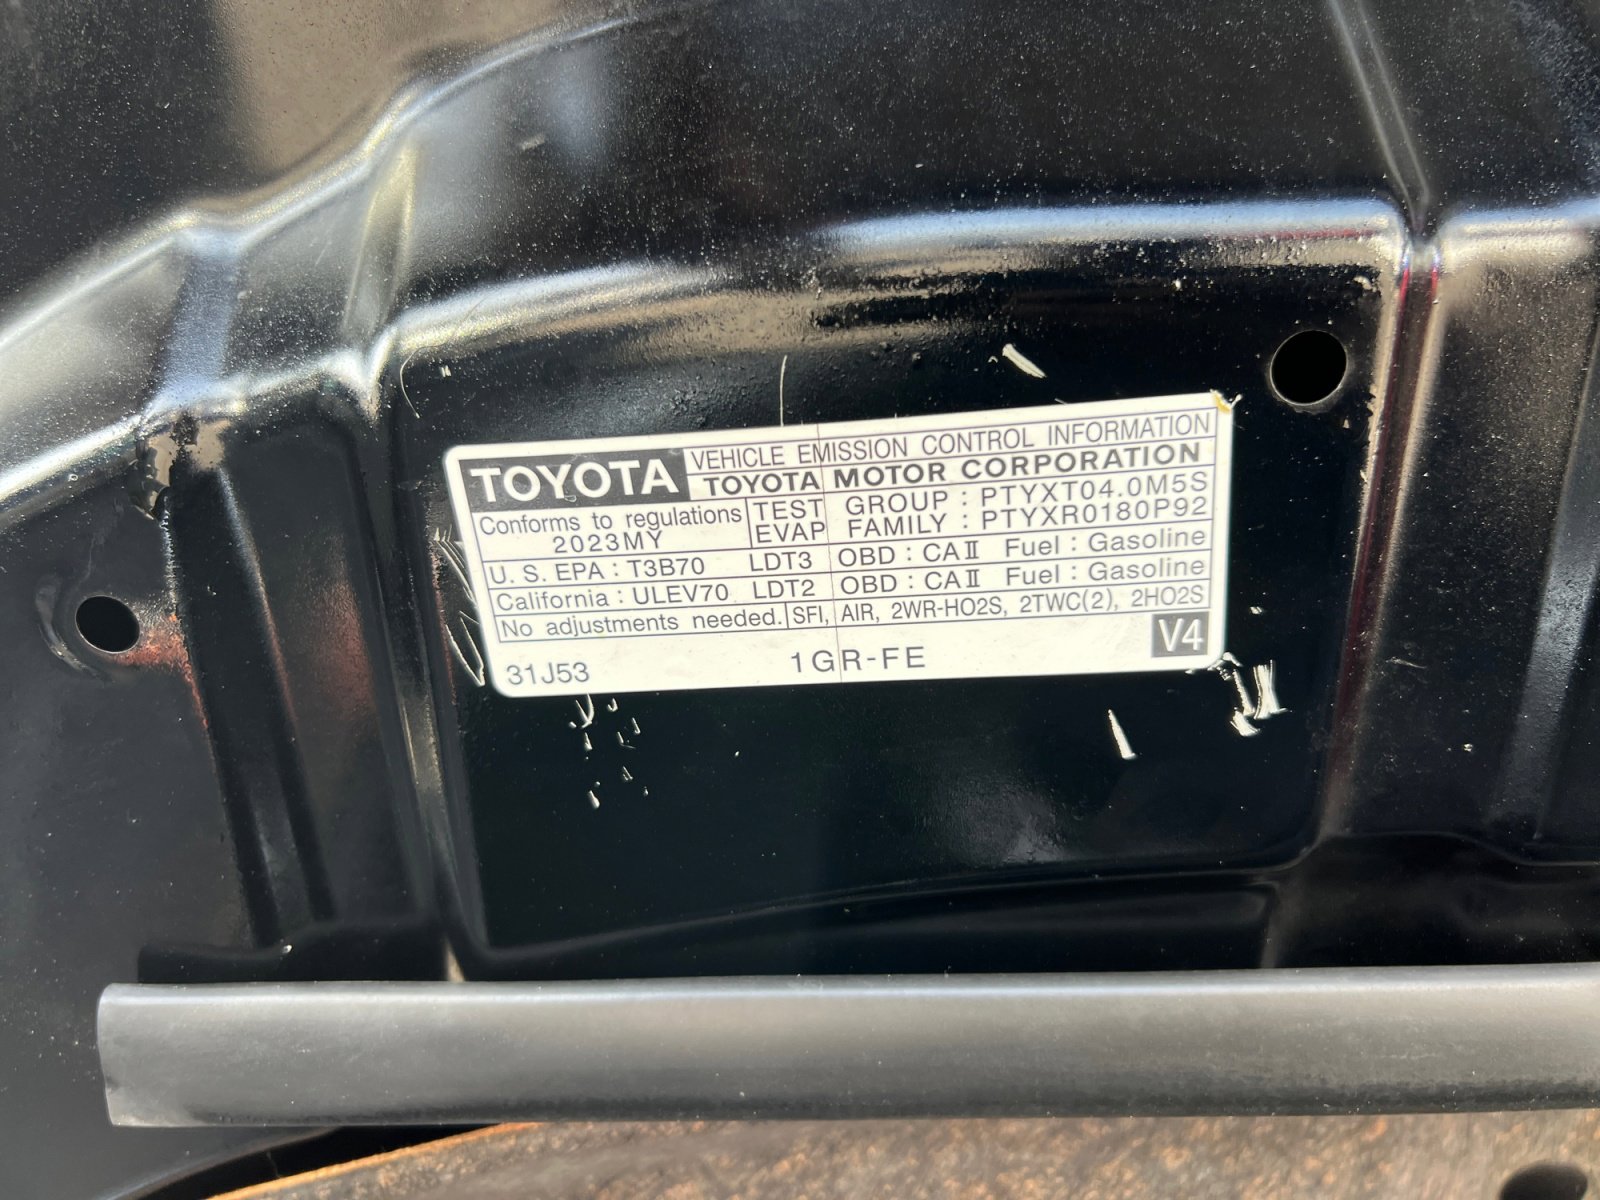 TOYOTA VEHICLE EMISSION CONTROL INFORMATION
TOYOTA MOTOR CORPORATION
Conforms to regulations
2023MY
TEST GROUP : PTYXT04.0M5S
EVAP FAMILY : PTYXR0180P92
U. S. EPA : T3B70 LDT3 OBD : CAⅡ Fuel : Gasoline
California : ULEV70 LDT2 OBD : CAⅡ Fuel : Gasoline
No adjustments needed. SFI, AIR, 2WR-HO2S, 2TWC(2), 2HO2S
31J53 1GR-FE V4